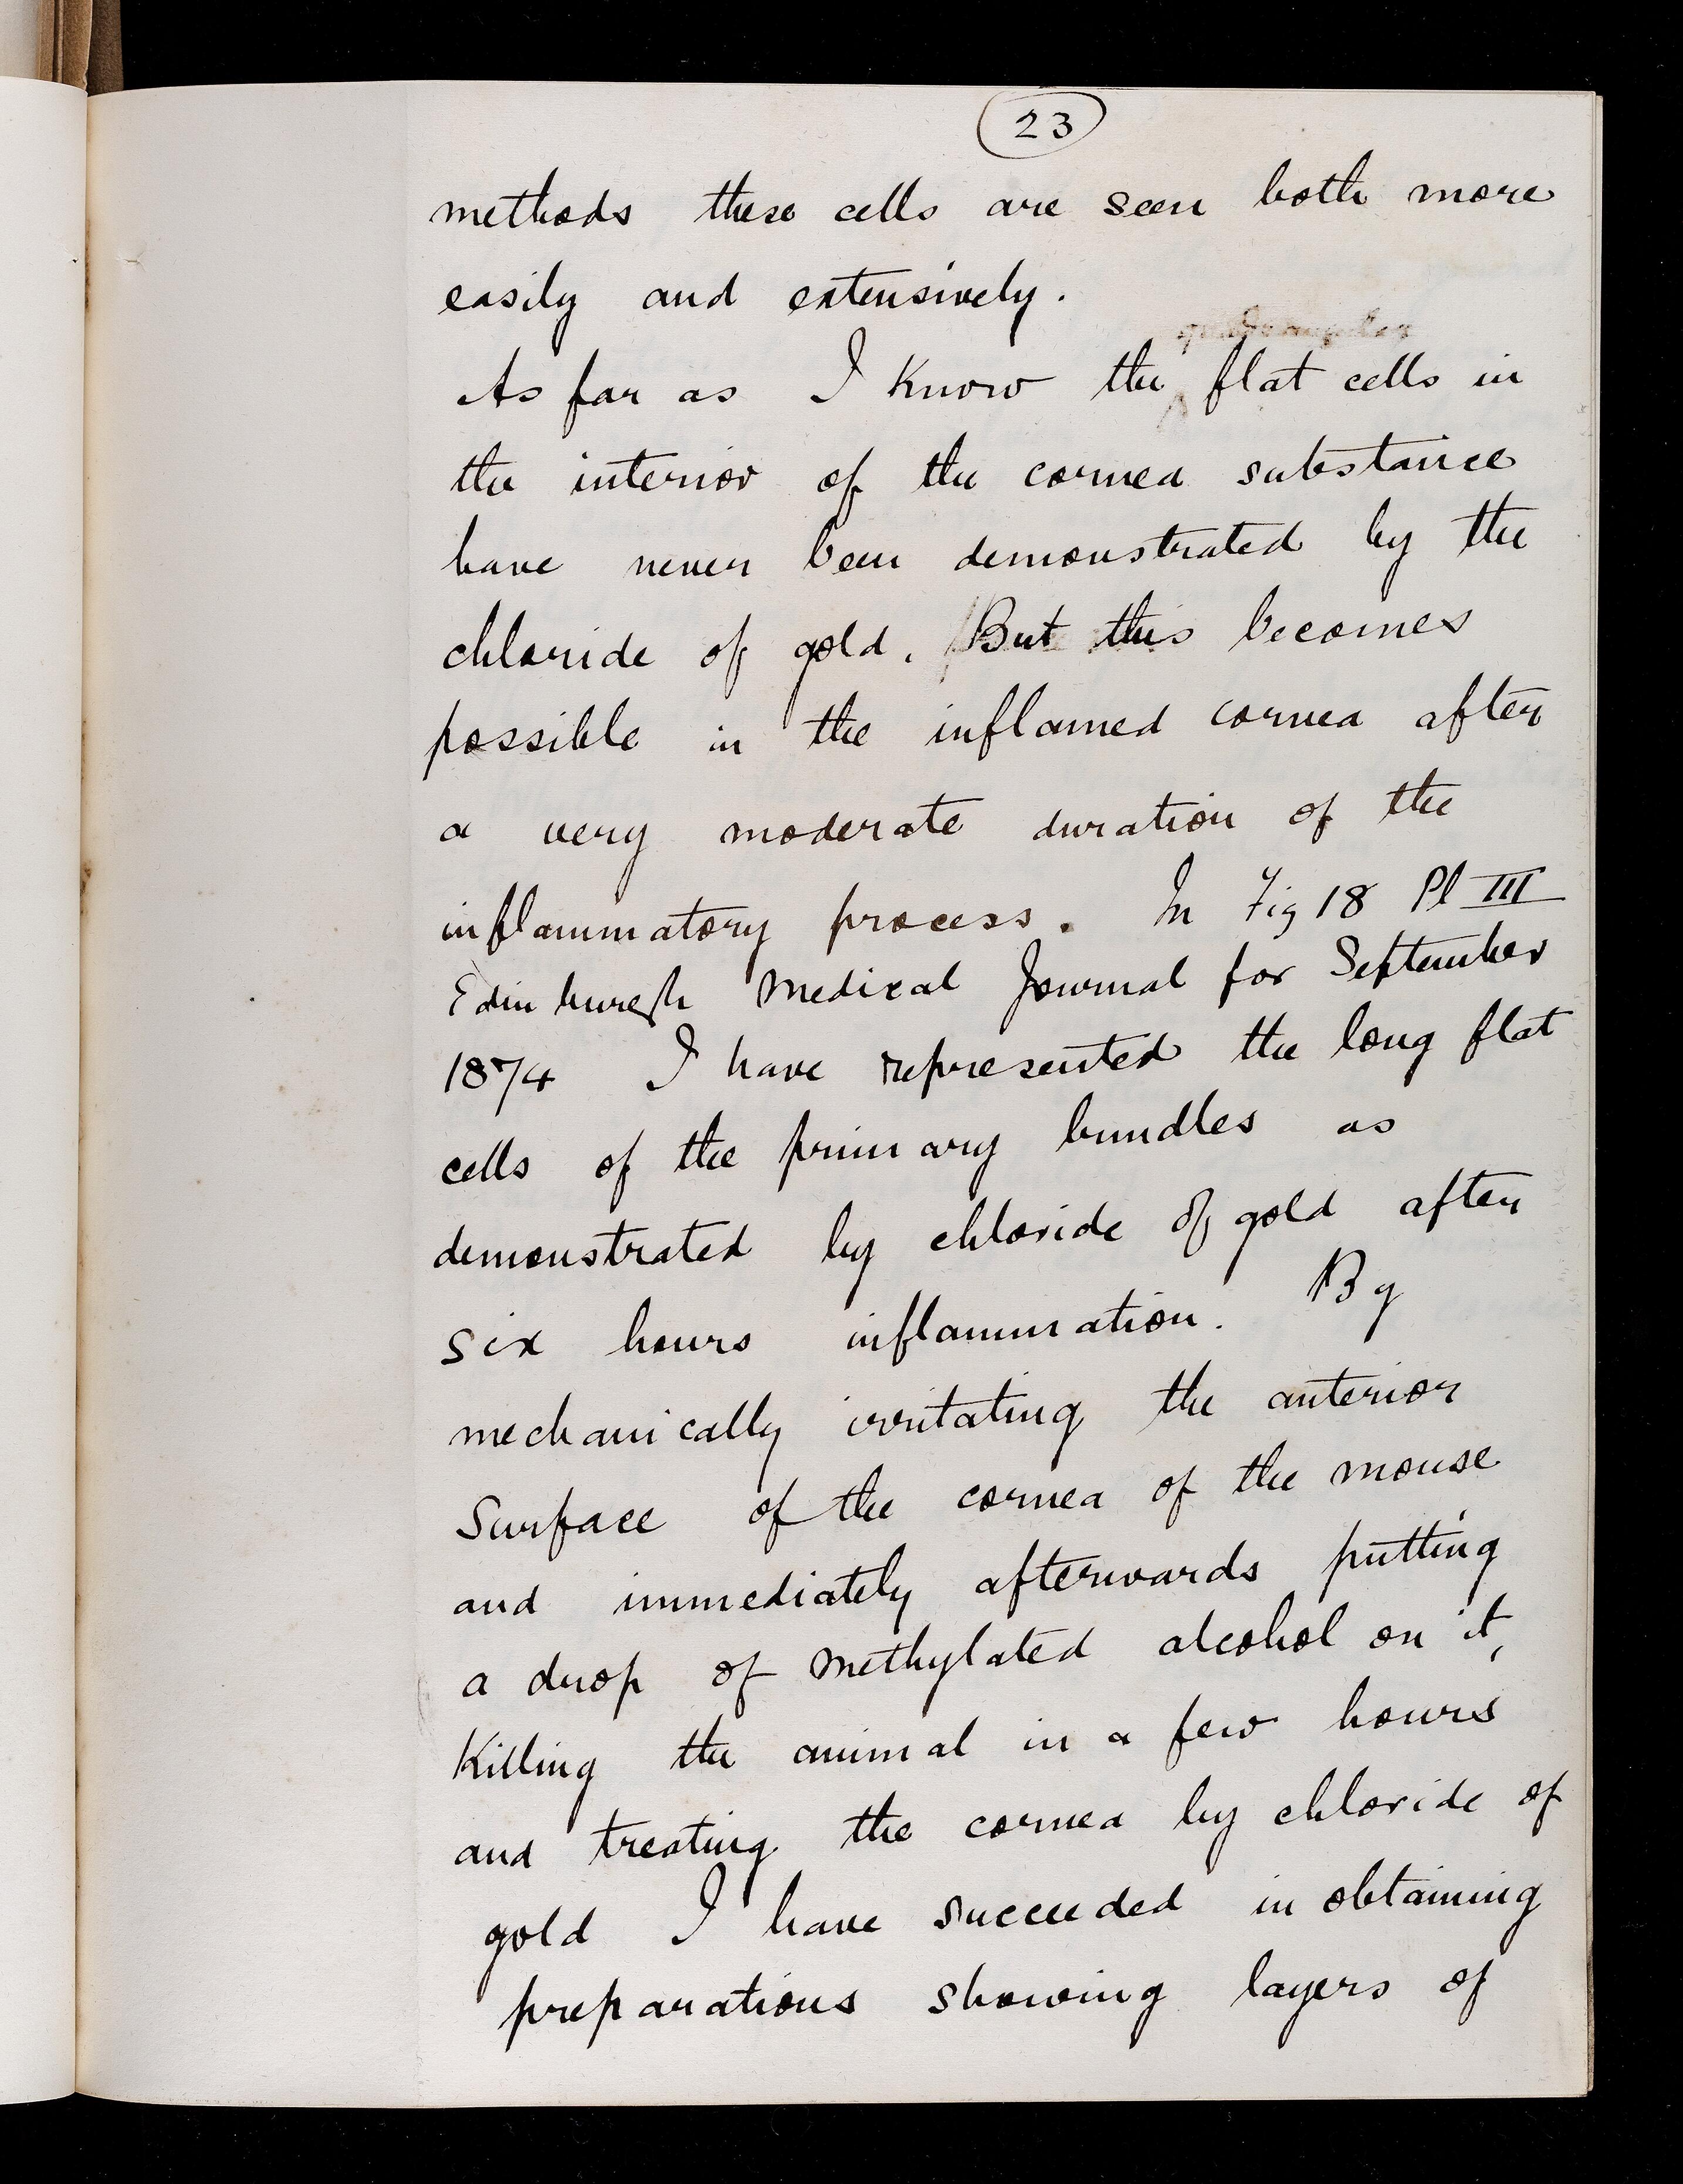 23
methods these cells are seen both more
easily and extensively.
quadrangular
As far as I know the flat cells in
the interior of the cornea substance
have never been demonstrated by the
chloride of gold. But this becomes
possible in the inflamed cornea after
a very moderate duration of the
inflammatory process. In Fig 18 Pl III
Edinburgh Medical Journal for September
1874 I have represented the long flat
cells of the primary bundles as
demonstrated by chloride of gold after
six hours inflammation. By
mechanically irritating the anterior
surface of the cornea of the mouse
and immediately afterwards putting
a drop of methylated alcohol on it,
Killing the animal in a few hours
and treating the cornea by chloride of
gold I have succeeded in obtaining
preparations showing layers of